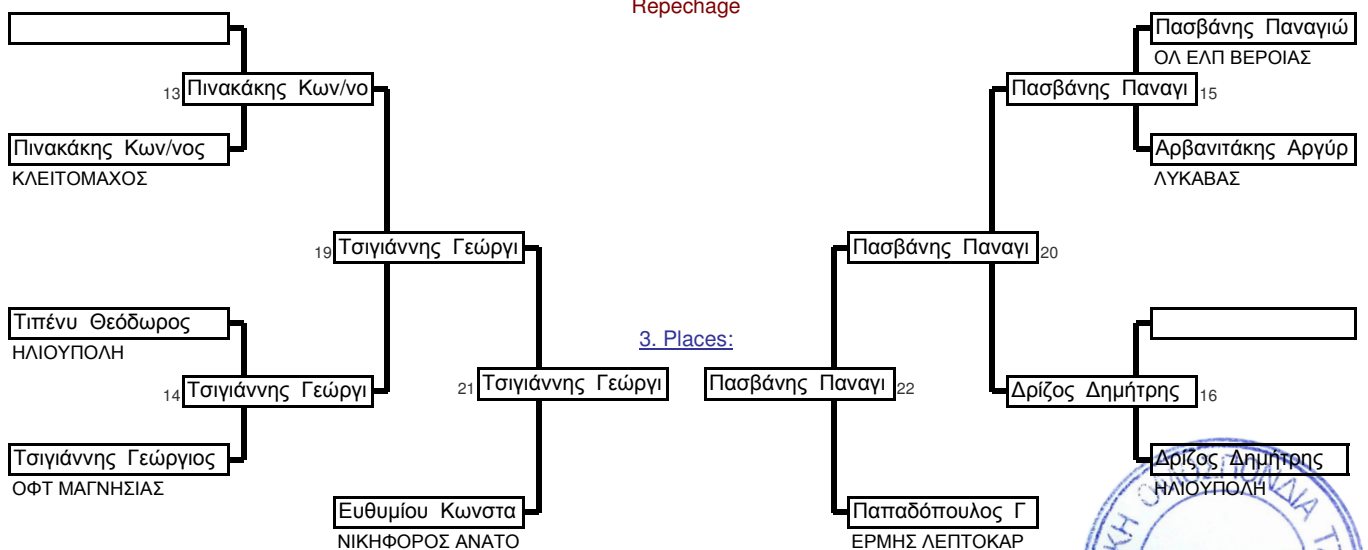 Repechage
Πασβάνης Παναγιώ
ΟΛ ΕΛΠ ΒΕΡΟΙΑΣ
13 Πινακάκης Κων/νο
Πασβάνης Παναγι 15
Πινακάκης Κων/νος
ΚΛΕΙΤΟΜΑΧΟΣ
Αρβανιτάκης Αργύρ
ΛΥΚΑΒΑΣ
19 Τσιγιάννης Γεώργι
Πασβάνης Παναγι 20
Τιπένυ Θεόδωρος
ΗΛΙΟΥΠΟΛΗ
3. Places:
14 Τσιγιάννης Γεώργι
21 Τσιγιάννης Γεώργι
Πασβάνης Παναγι 22
Δρίζος Δημήτρης 16
Τσιγιάννης Γεώργιος
ΟΦΤ ΜΑΓΝΗΣΙΑΣ
Δρίζος Δημήτρης
ΗΛΙΟΥΠΟΛΗ
Ευθυμίου Κωνστα
ΝΙΚΗΦΟΡΟΣ ΑΝΑΤΟ
Παπαδόπουλος Γ
ΕΡΜΗΣ ΛΕΠΤΟΚΑΡ
ΟΜΟΣΠΟΝΔΙΑ